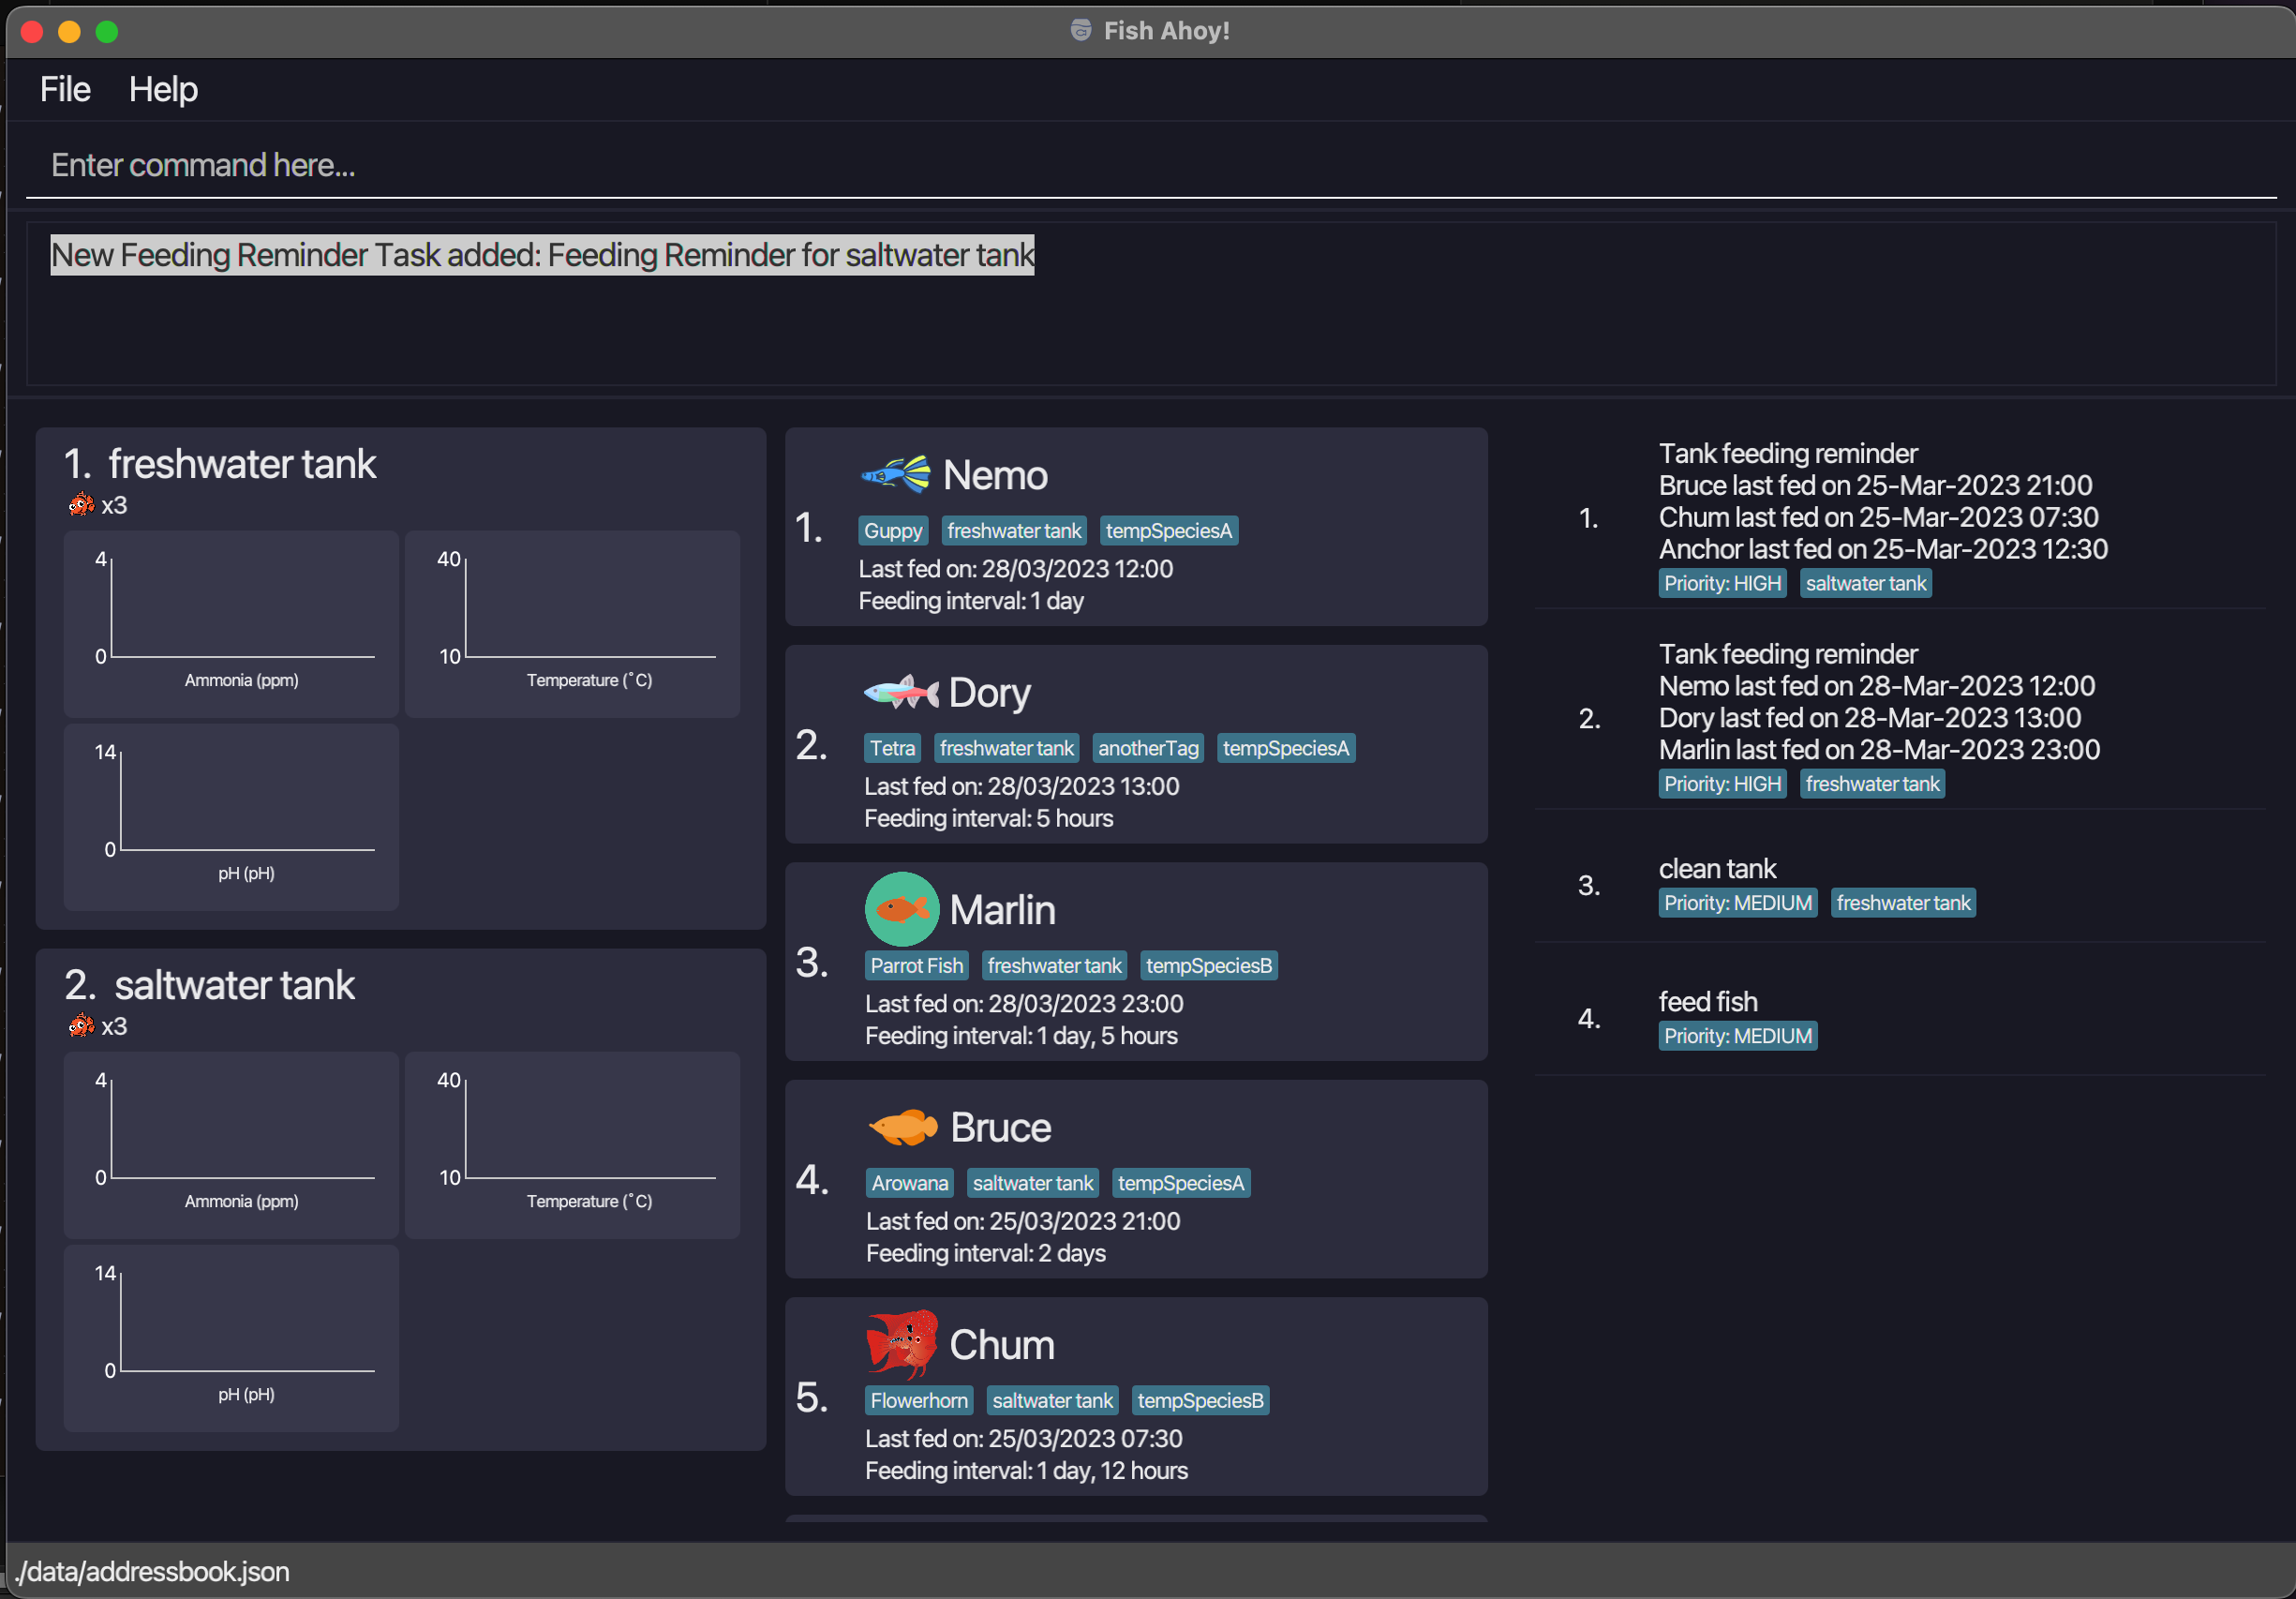 Fish Ahoy!
File Help
Enter command here...
New Feeding Reminder Task added: Feeding Reminder for saltwater tank
1. freshwater tank
x3
4
0
Ammonia (ppm)
40
10
Temperature (˚C)
14
0
pH (pH)
2. saltwater tank
x3
4
0
Ammonia (ppm)
40
10
Temperature (˚C)
14
0
pH (pH)
1.
Nemo
Guppy freshwater tank tempSpeciesA
Last fed on: 28/03/2023 12:00
Feeding interval: 1 day
2.
Dory
Tetra freshwater tank anotherTag tempSpeciesA
Last fed on: 28/03/2023 13:00
Feeding interval: 5 hours
3.
Marlin
Parrot Fish freshwater tank tempSpeciesB
Last fed on: 28/03/2023 23:00
Feeding interval: 1 day, 5 hours
4.
Bruce
Arowana saltwater tank tempSpeciesA
Last fed on: 25/03/2023 21:00
Feeding interval: 2 days
5.
Chum
Flowerhorn saltwater tank tempSpeciesB
Last fed on: 25/03/2023 07:30
Feeding interval: 1 day, 12 hours
1.
Tank feeding reminder
Bruce last fed on 25-Mar-2023 21:00
Chum last fed on 25-Mar-2023 07:30
Anchor last fed on 25-Mar-2023 12:30
Priority: HIGH saltwater tank
2.
Tank feeding reminder
Nemo last fed on 28-Mar-2023 12:00
Dory last fed on 28-Mar-2023 13:00
Marlin last fed on 28-Mar-2023 23:00
Priority: HIGH freshwater tank
3.
clean tank
Priority: MEDIUM freshwater tank
4.
feed fish
Priority: MEDIUM
./data/addressbook.json